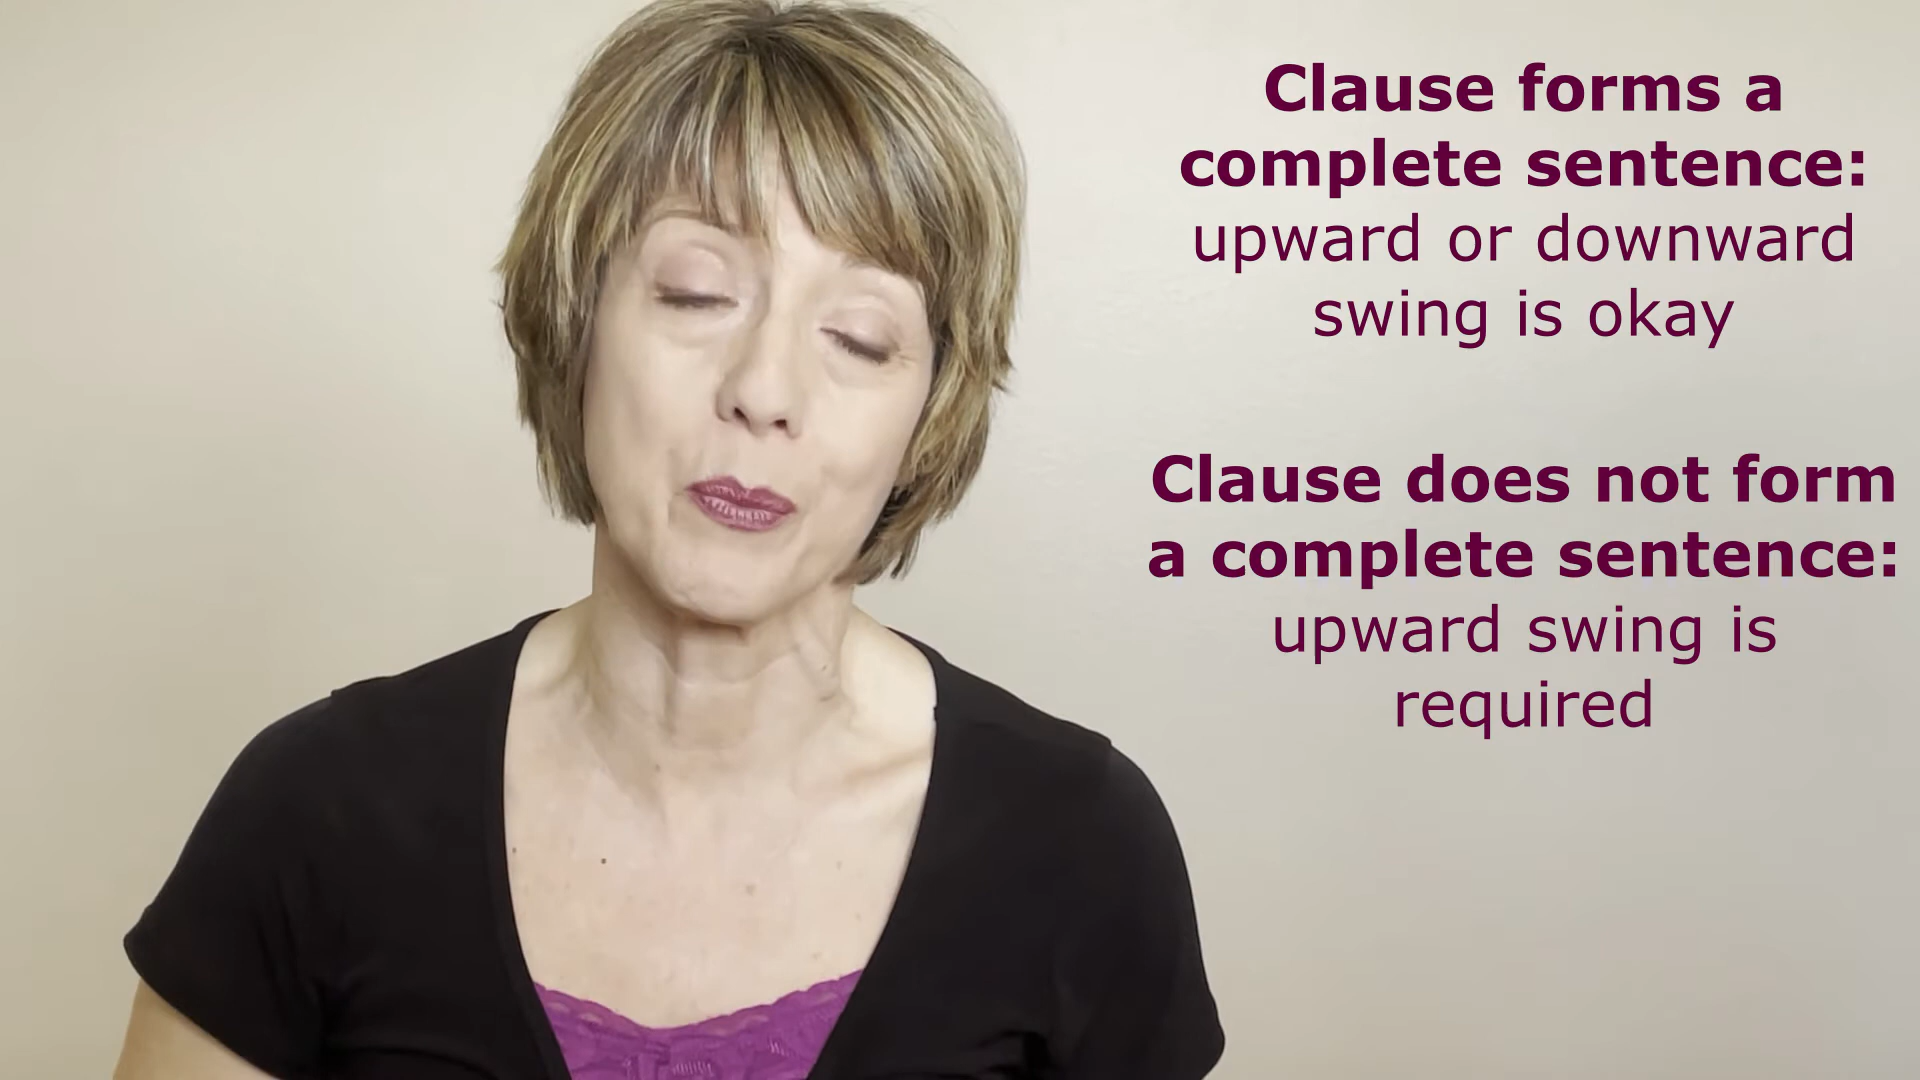 Clause forms a
complete sentence:
upward or downward
swing is okay
Clause does not form
a complete sentence:
upward swing is
required